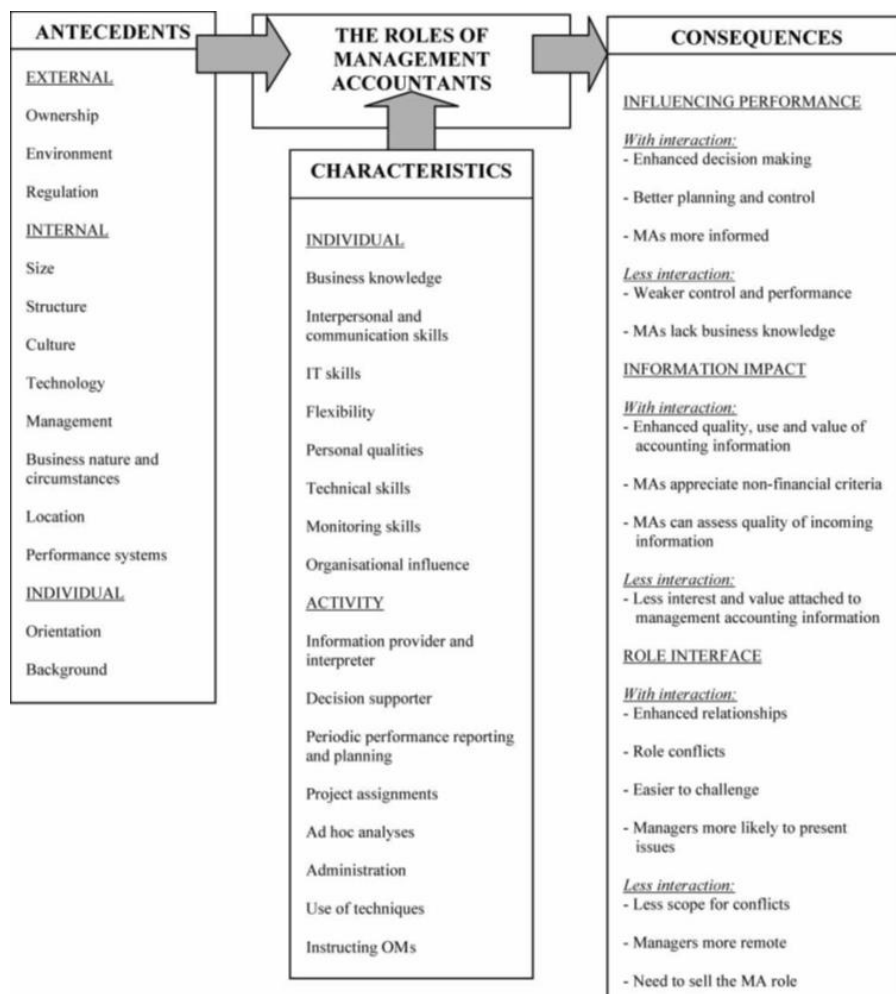 ANTECEDENTS
EXTERNAL
Ownership
Environment
Regulation
INTERNAL
Size
Structure
Culture
Technology
Management
Business nature and
circumstances
Location
Performance systems
INDIVIDUAL
Orientation
Background
THE ROLES OF
MANAGEMENT
ACCOUNTANTS
CHARACTERISTICS
INDIVIDUAL
Business knowledge
Interpersonal and
communication skills
IT skills
Flexibility
Personal qualities
Technical skills
Monitoring skills
Organisational influence
ACTIVITY
Information provider and
interpreter
Decision supporter
Periodic performance reporting
and planning
Project assignments
Ad hoc analyses
Administration
Use of techniques
Instructing OMs
CONSEQUENCES
INFLUENCING PERFORMANCE
With interaction:
- Enhanced decision making
- Better planning and control
- MAs more informed
Less interaction:
- Weaker control and performance
- MAs lack business knowledge
INFORMATION IMPACT
With interaction:
- Enhanced quality, use and value of
accounting information
- MAs appreciate non-financial criteria
- MAs can assess quality of incoming
information
Less interaction:
- Less interest and value attached to
management accounting information
ROLE INTERFACE
With interaction:
- Enhanced relationships
- Role conflicts
- Easier to challenge
- Managers more likely to present
issues
Less interaction:
- Less scope for conflicts
- Managers more remote
- Need to sell the MA role